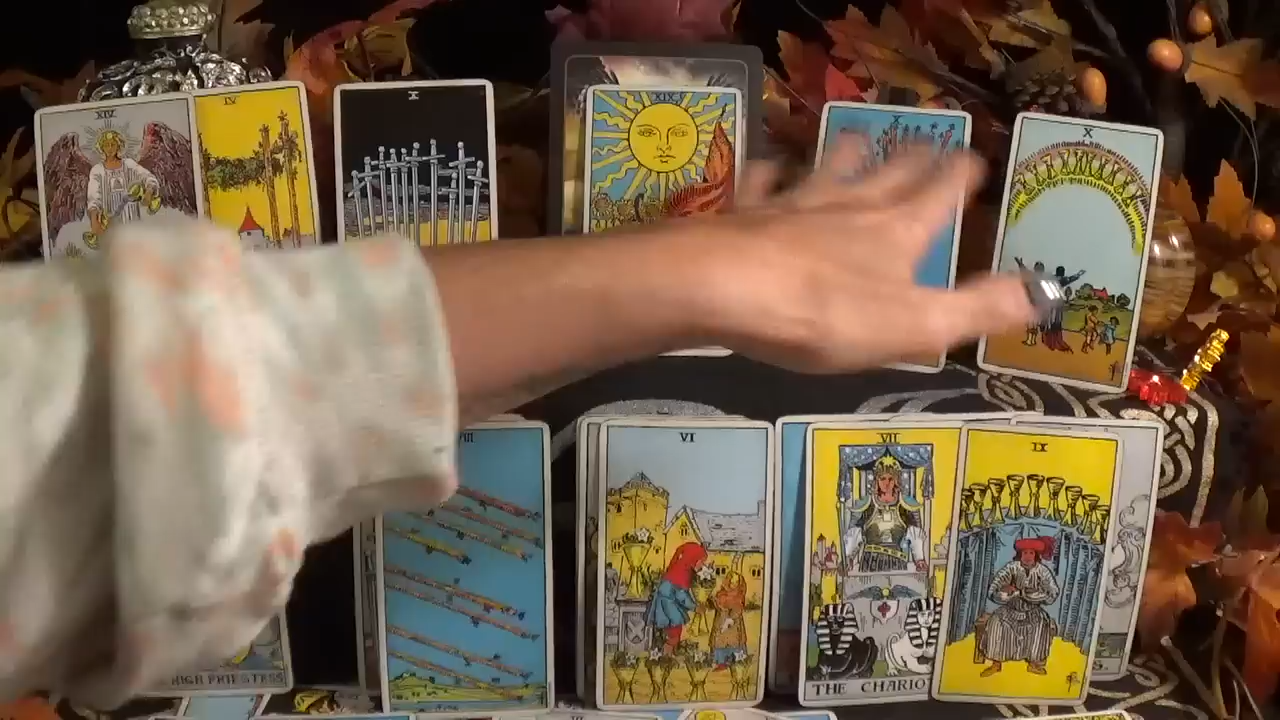 XIV
IV
X
XIX
X
X
VIII
VI
VII
IX
HIGH PRIESTESS
THE CHARIO
S.